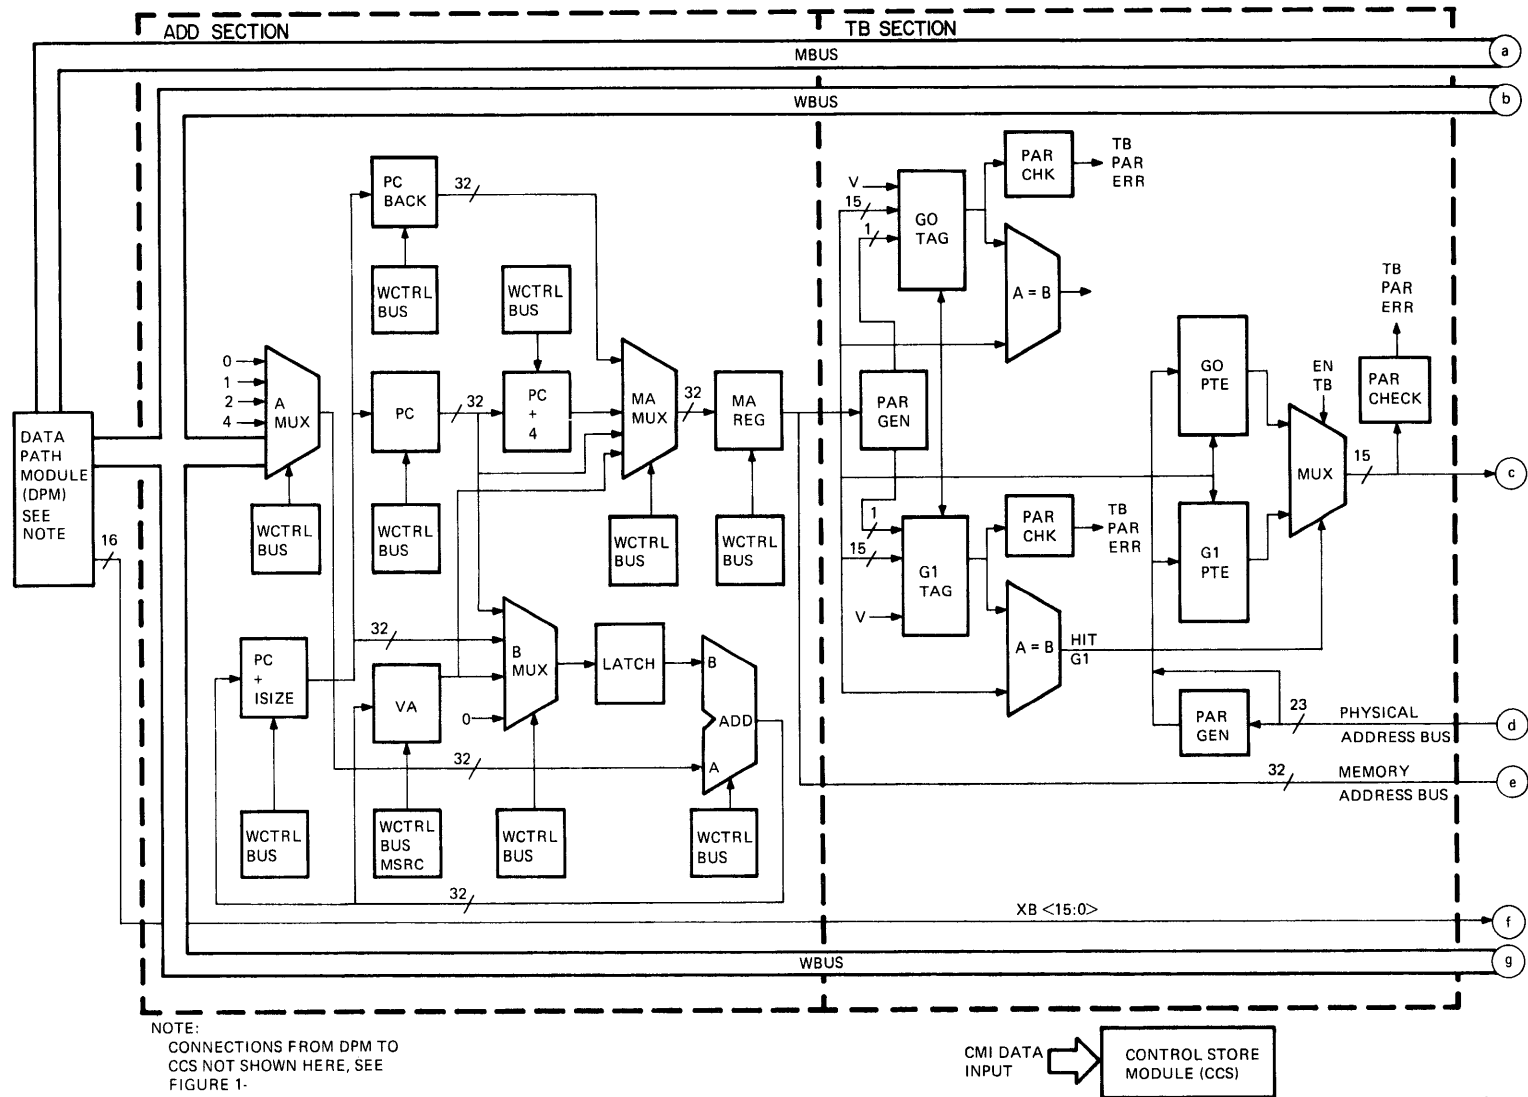 ADD SECTION
TB SECTION
MBUS
a
WBUS
b
PC
BACK
32
WCTRL
BUS
WCTRL
BUS
0
1
2
4
A
MUX
PC
32
PC
+
4
MA
MUX
32
MA
REG
DATA
PATH
MODULE
(DPM)
SEE
NOTE
16
WCTRL
BUS
WCTRL
BUS
WCTRL
BUS
WCTRL
BUS
PC
+
ISIZE
32
VA
B
MUX
0
LATCH
B
ADD
A
32
WCTRL
BUS
WCTRL
BUS
MSRC
WCTRL
BUS
WCTRL
BUS
32
V
15
1
GO
TAG
PAR
CHK
TB
PAR
ERR
A = B
PAR
GEN
1
15
V
G1
TAG
PAR
CHK
TB
PAR
ERR
A = B
HIT
G1
GO
PTE
G1
PTE
EN
TB
MUX
TB
PAR
ERR
PAR
CHECK
15
c
PAR
GEN
23
PHYSICAL
ADDRESS BUS
d
32
MEMORY
ADDRESS BUS
e
XB <15:0>
f
WBUS
g
NOTE:
CONNECTIONS FROM DPM TO
CCS NOT SHOWN HERE, SEE
FIGURE 1-
CMI DATA
INPUT
CONTROL STORE
MODULE (CCS)